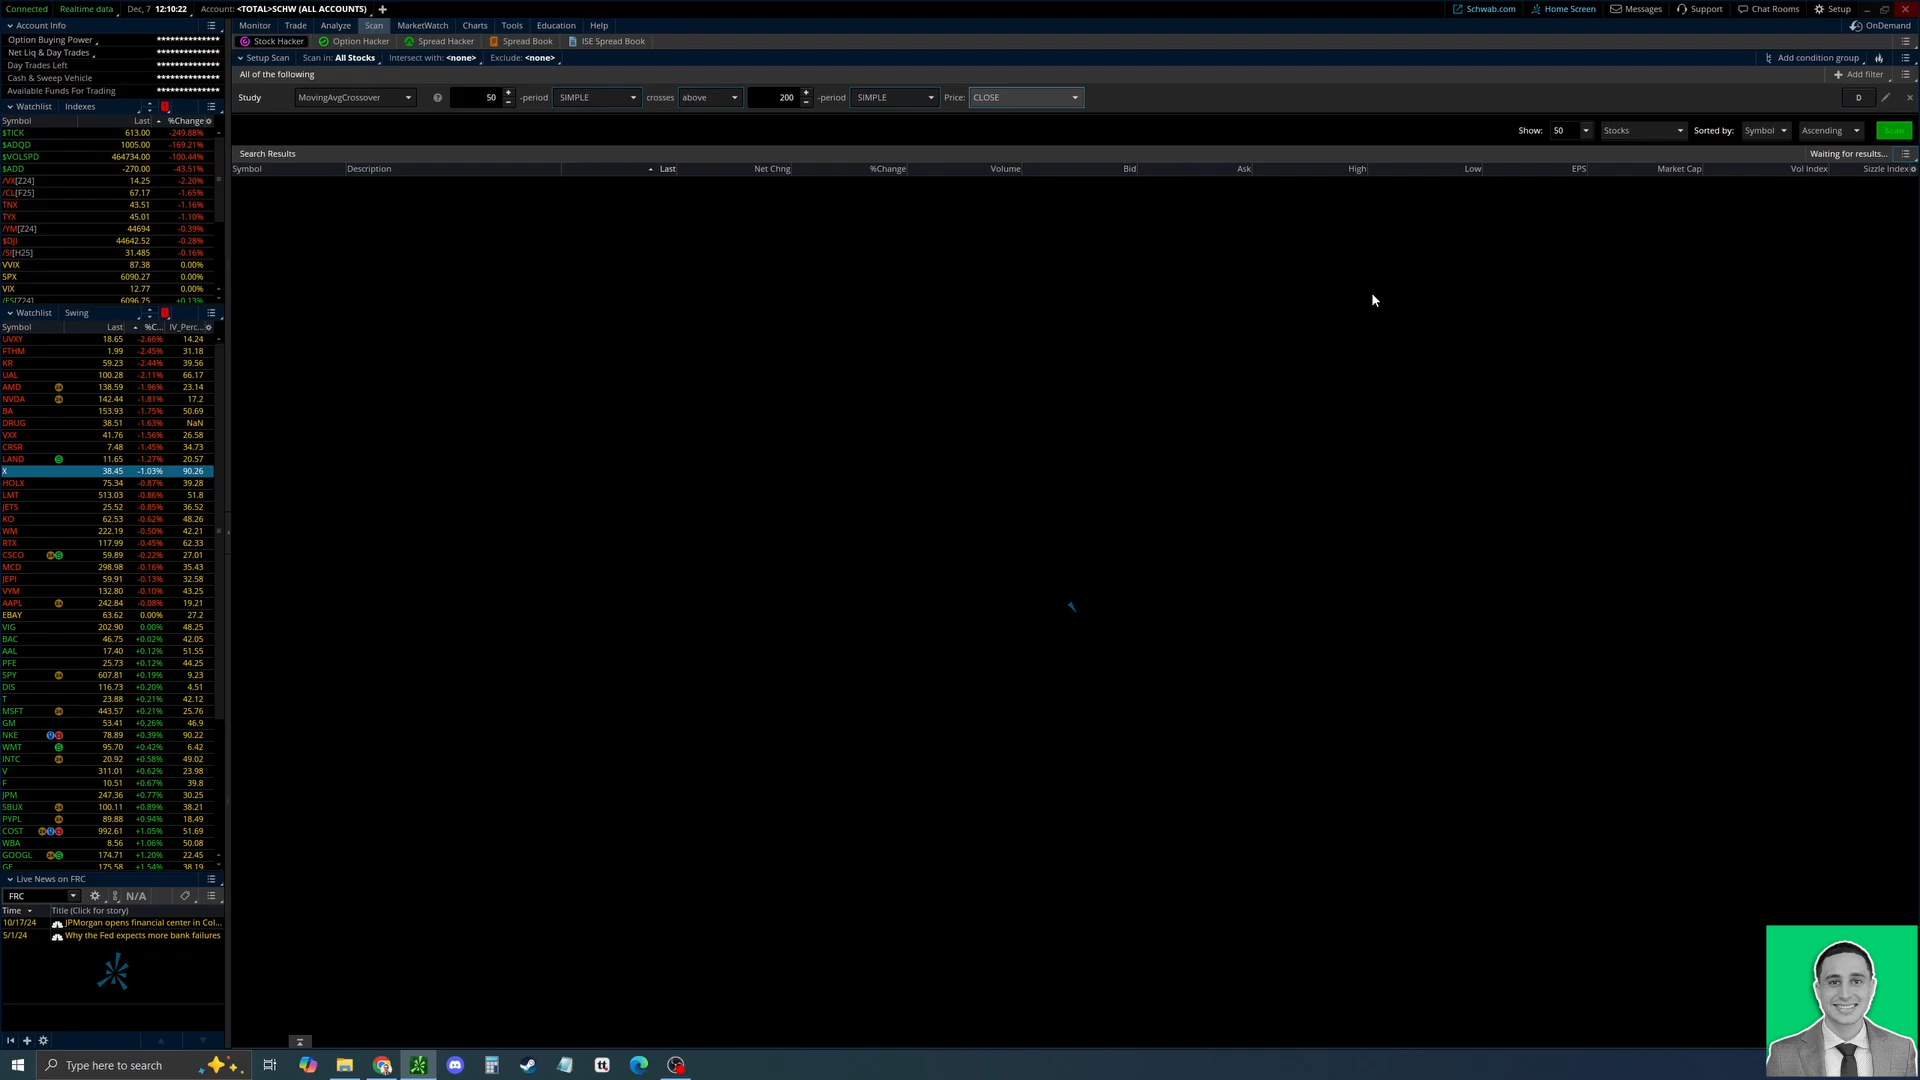 Connected Realtime data Dec, 7 12:10:22 Account: <TOTAL>SCHW (ALL ACCOUNTS)
Monitor Trade Analyze Scan MarketWatch Charts Tools Education Help
Schwab.com Home Screen Messages Support Chat Rooms Setup
OnDemand
Account Info
Option Buying Power **************
Net Liq & Day Trades **************
Day Trades Left **************
Cash & Sweep Vehicle **************
Available Funds For Trading **************
Watchlist Indexes
Symbol Last %Change
$TICK 613.00 -249.88%
$ADQD 1005.00 -169.21%
$VOLSPD 464734.00 -100.44%
$ADD -270.00 -43.51%
/VX[Z24] 14.25 -2.20%
/CL[F25] 67.17 -1.65%
TNX 43.51 -1.16%
TYX 45.01 -1.10%
/YM[Z24] 44694 -0.39%
$DJI 44642.52 -0.28%
/SI[H25] 31.485 -0.16%
VVIX 87.38 0.00%
SPX 6090.27 0.00%
VIX 12.77 0.00%
/ES[Z24] 6096.75 +0.13%
Watchlist Swing
Symbol Last %C... IV_Perc...
UVXY 18.65 -2.66% 14.24
FTHM 1.99 -2.45% 31.18
KR 59.23 -2.44% 39.56
UAL 100.28 -2.11% 66.17
AMD 138.59 -1.96% 23.14
NVDA 142.44 -1.81% 17.2
BA 153.93 -1.75% 50.69
DRUG 38.51 -1.63% NaN
VXX 41.76 -1.56% 26.58
CRSR 7.48 -1.45% 34.73
LAND 11.65 -1.27% 20.57
X 38.45 -1.03% 90.26
HOLX 75.34 -0.87% 39.28
LMT 513.03 -0.86% 51.8
JETS 25.52 -0.85% 36.52
KO 62.53 -0.62% 48.26
WM 222.19 -0.50% 42.21
RTX 117.99 -0.45% 62.33
CSCO 59.89 -0.22% 27.01
MCD 298.98 -0.16% 35.43
JEPI 59.91 -0.13% 32.58
VYM 132.80 -0.10% 43.25
AAPL 242.84 -0.08% 19.21
EBAY 63.62 0.00% 27.2
VIG 202.90 0.00% 48.25
BAC 46.75 +0.02% 42.05
AAL 17.40 +0.12% 51.55
PFE 25.73 +0.12% 44.25
SPY 607.81 +0.19% 9.23
DIS 116.73 +0.20% 4.51
T 23.88 +0.21% 42.12
MSFT 443.57 +0.21% 25.76
GM 53.41 +0.26% 46.9
NKE 78.89 +0.39% 90.22
WMT 95.70 +0.42% 6.42
INTC 20.92 +0.58% 49.02
V 311.01 +0.62% 23.98
F 10.51 +0.67% 39.8
JPM 247.36 +0.77% 30.25
SBUX 100.11 +0.89% 38.21
PYPL 89.88 +0.94% 18.49
COST 992.61 +1.05% 51.69
WBA 8.56 +1.06% 50.08
GOOGL 174.71 +1.20% 22.45
GE 175.58 +1.54% 38.19
Live News on FRC
FRC N/A
Time Title (Click for story)
10/17/24 JPMorgan opens financial center in Col...
5/1/24 Why the Fed expects more bank failures
Stock Hacker Option Hacker Spread Hacker Spread Book ISE Spread Book
Setup Scan Scan in: All Stocks Intersect with: <none> Exclude: <none> Add condition group
All of the following Add filter
Study MovingAvgCrossover 50 -period SIMPLE crosses above 200 -period SIMPLE Price: CLOSE D
Show: 50 Stocks Sorted by: Symbol Ascending Scan
Search Results Waiting for results...
Symbol Description Last Net Chng %Change Volume Bid Ask High Low EPS Market Cap Vol Index Sizzle Index
Type here to search
tt